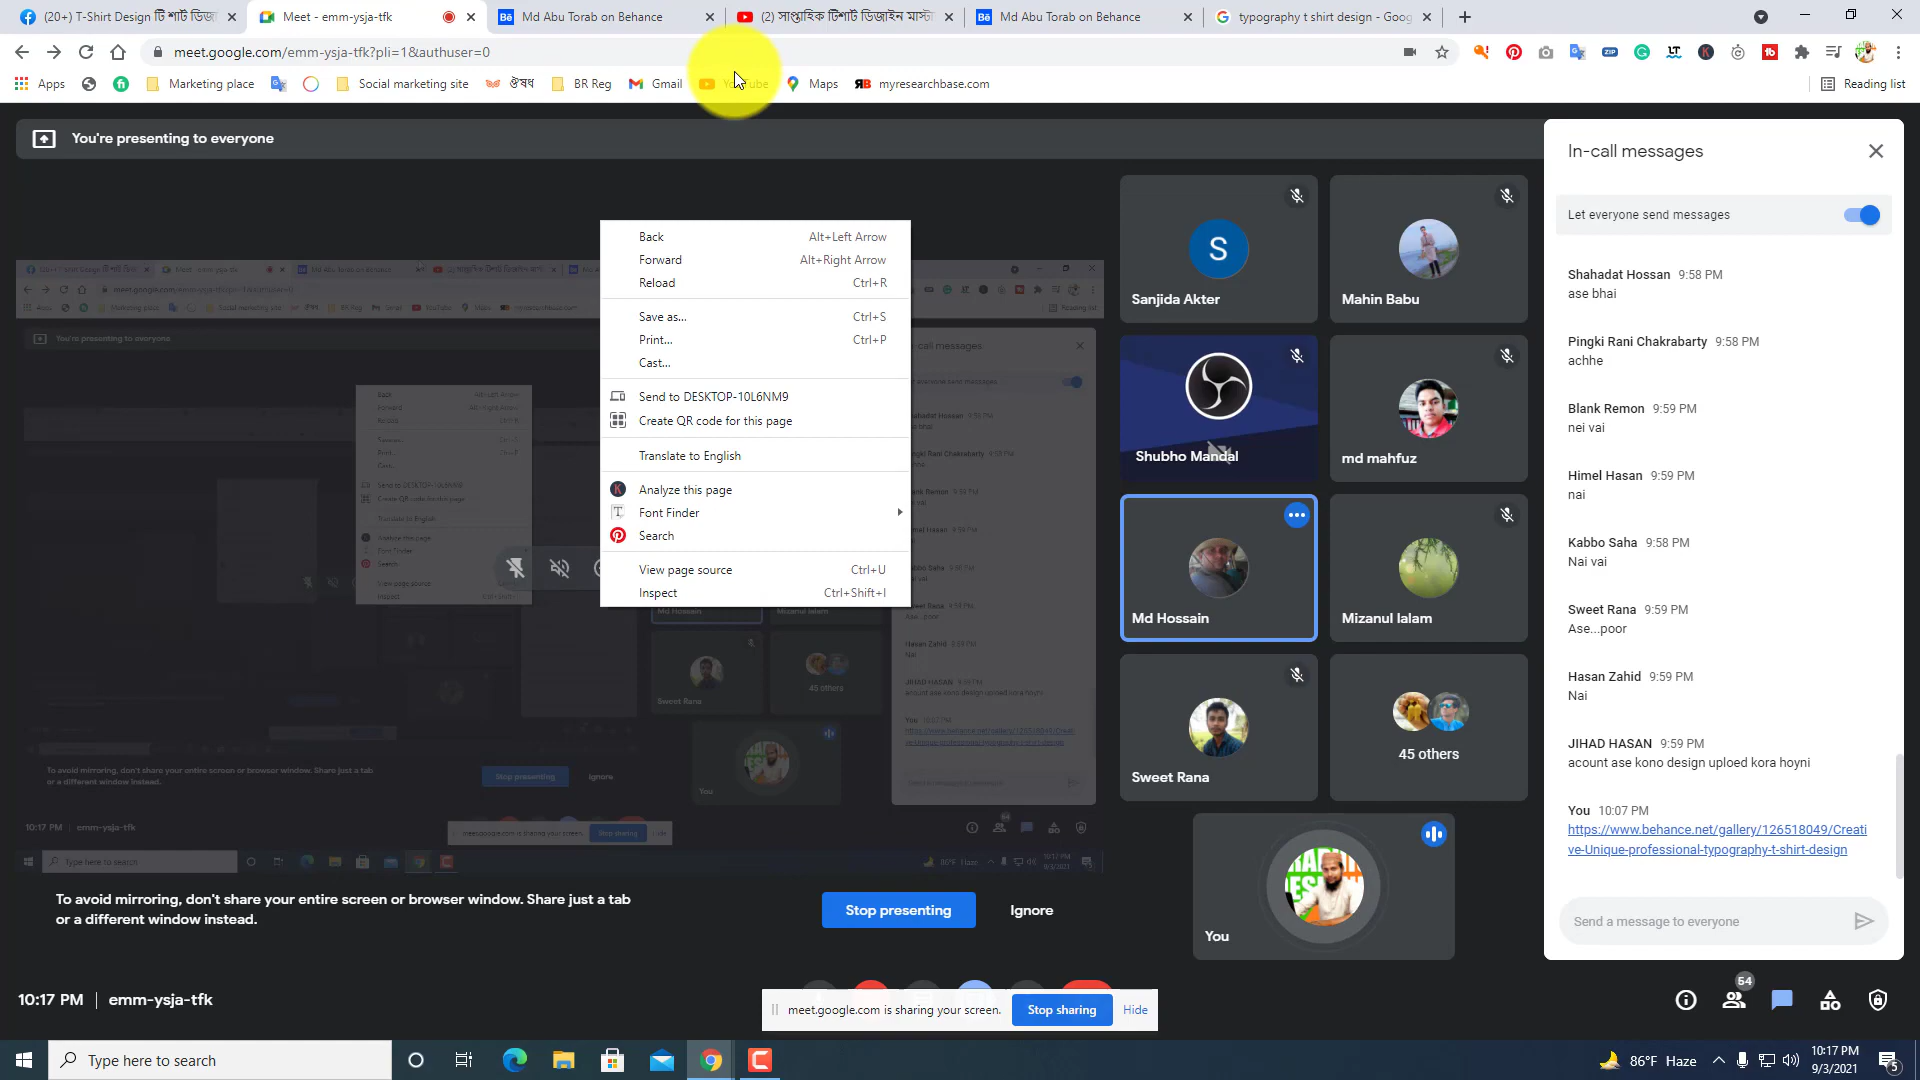 (20+) T-Shirt Design টি শার্ট ডিজা
Meet - emm-ysja-tfk
Md Abu Torab on Behance
(2) সাপ্তাহিক টিশার্ট ডিজাইন মাস্টা
Md Abu Torab on Behance
typography t shirt design - Goog
meet.google.com/emm-ysja-tfk?pli=1&authuser=0
Apps
Marketing place
Social marketing site
ঔষধ
BR Reg
Gmail
YouTube
Maps
myresearchbase.com
Reading list
You're presenting to everyone
Back Alt+Left Arrow
Forward Alt+Right Arrow
Reload Ctrl+R
Save as... Ctrl+S
Print... Ctrl+P
Cast...
Send to DESKTOP-10L6NM9
Create QR code for this page
Translate to English
Analyze this page
Font Finder
Search
View page source Ctrl+U
Inspect Ctrl+Shift+I
S
Sanjida Akter
Mahin Babu
Shubho Mandal
md mahfuz
Md Hossain
Mizanul Ialam
Sweet Rana
45 others
You
In-call messages
Let everyone send messages
Shahadat Hossan 9:58 PM
ase bhai
Pingki Rani Chakrabarty 9:58 PM
achhe
Blank Remon 9:59 PM
nei vai
Himel Hasan 9:59 PM
nai
Kabbo Saha 9:58 PM
Nai vai
Sweet Rana 9:59 PM
Ase...poor
Hasan Zahid 9:59 PM
Nai
JIHAD HASAN 9:59 PM
acount ase kono design uploed kora hoyni
You 10:07 PM
https://www.behance.net/gallery/126518049/Creati
ve-Unique-professional-typography-t-shirt-design
Send a message to everyone
To avoid mirroring, don't share your entire screen or browser window. Share just a tab
or a different window instead.
Stop presenting
Ignore
10:17 PM | emm-ysja-tfk
meet.google.com is sharing your screen.
Stop sharing
Hide
54
Type here to search
86°F Haze
10:17 PM
9/3/2021
5